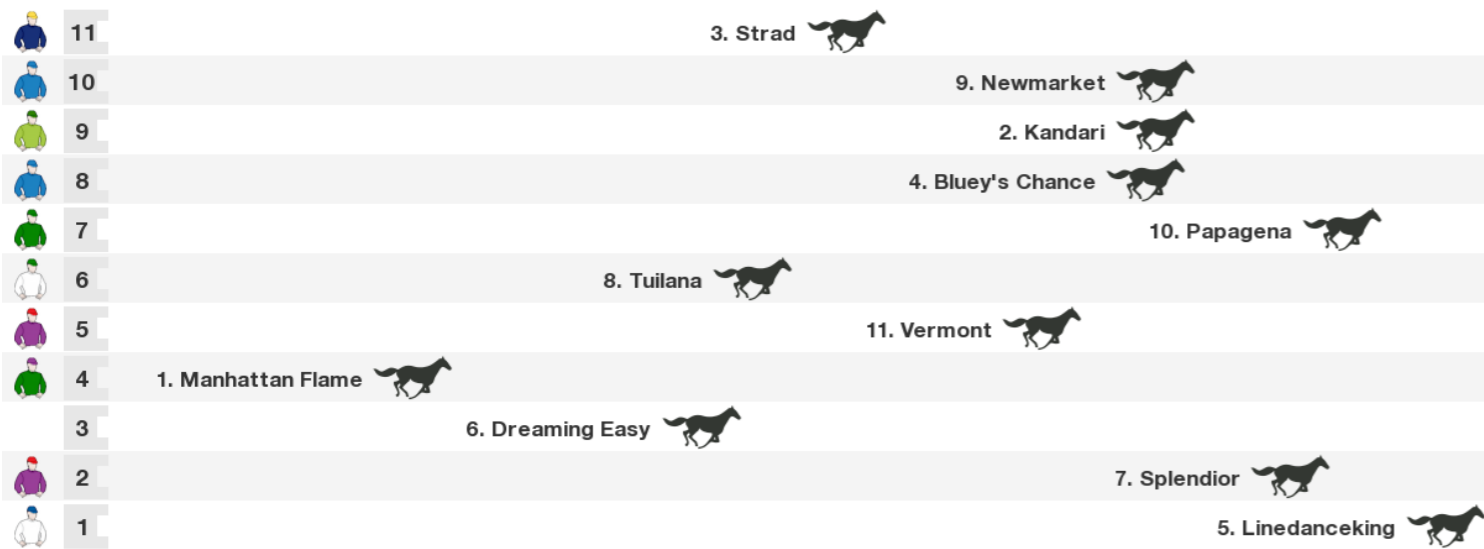 11 3. Strad
10 9. Newmarket
9 2. Kandari
8 4. Bluey's Chance
7 10. Papagena
6 8. Tuilana
5 11. Vermont
4 1. Manhattan Flame
3 6. Dreaming Easy
2 7. Splendior
1 5. Linedanceking